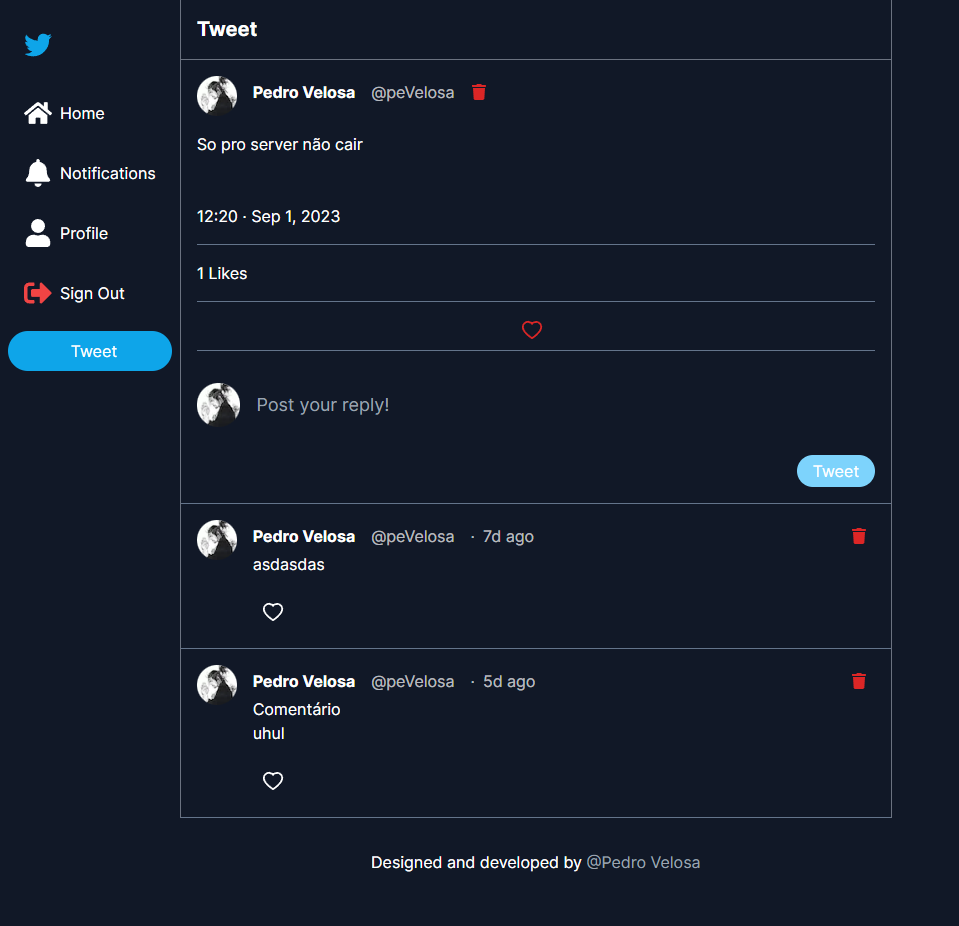 Tweet
Home
Notifications
Profile
Sign Out
Tweet
Pedro Velosa @peVelosa
So pro server não cair
12:20 · Sep 1, 2023
1 Likes
Post your reply!
Tweet
Pedro Velosa @peVelosa · 7d ago
asdasdas
Pedro Velosa @peVelosa · 5d ago
Comentário
uhul
Designed and developed by @Pedro Velosa